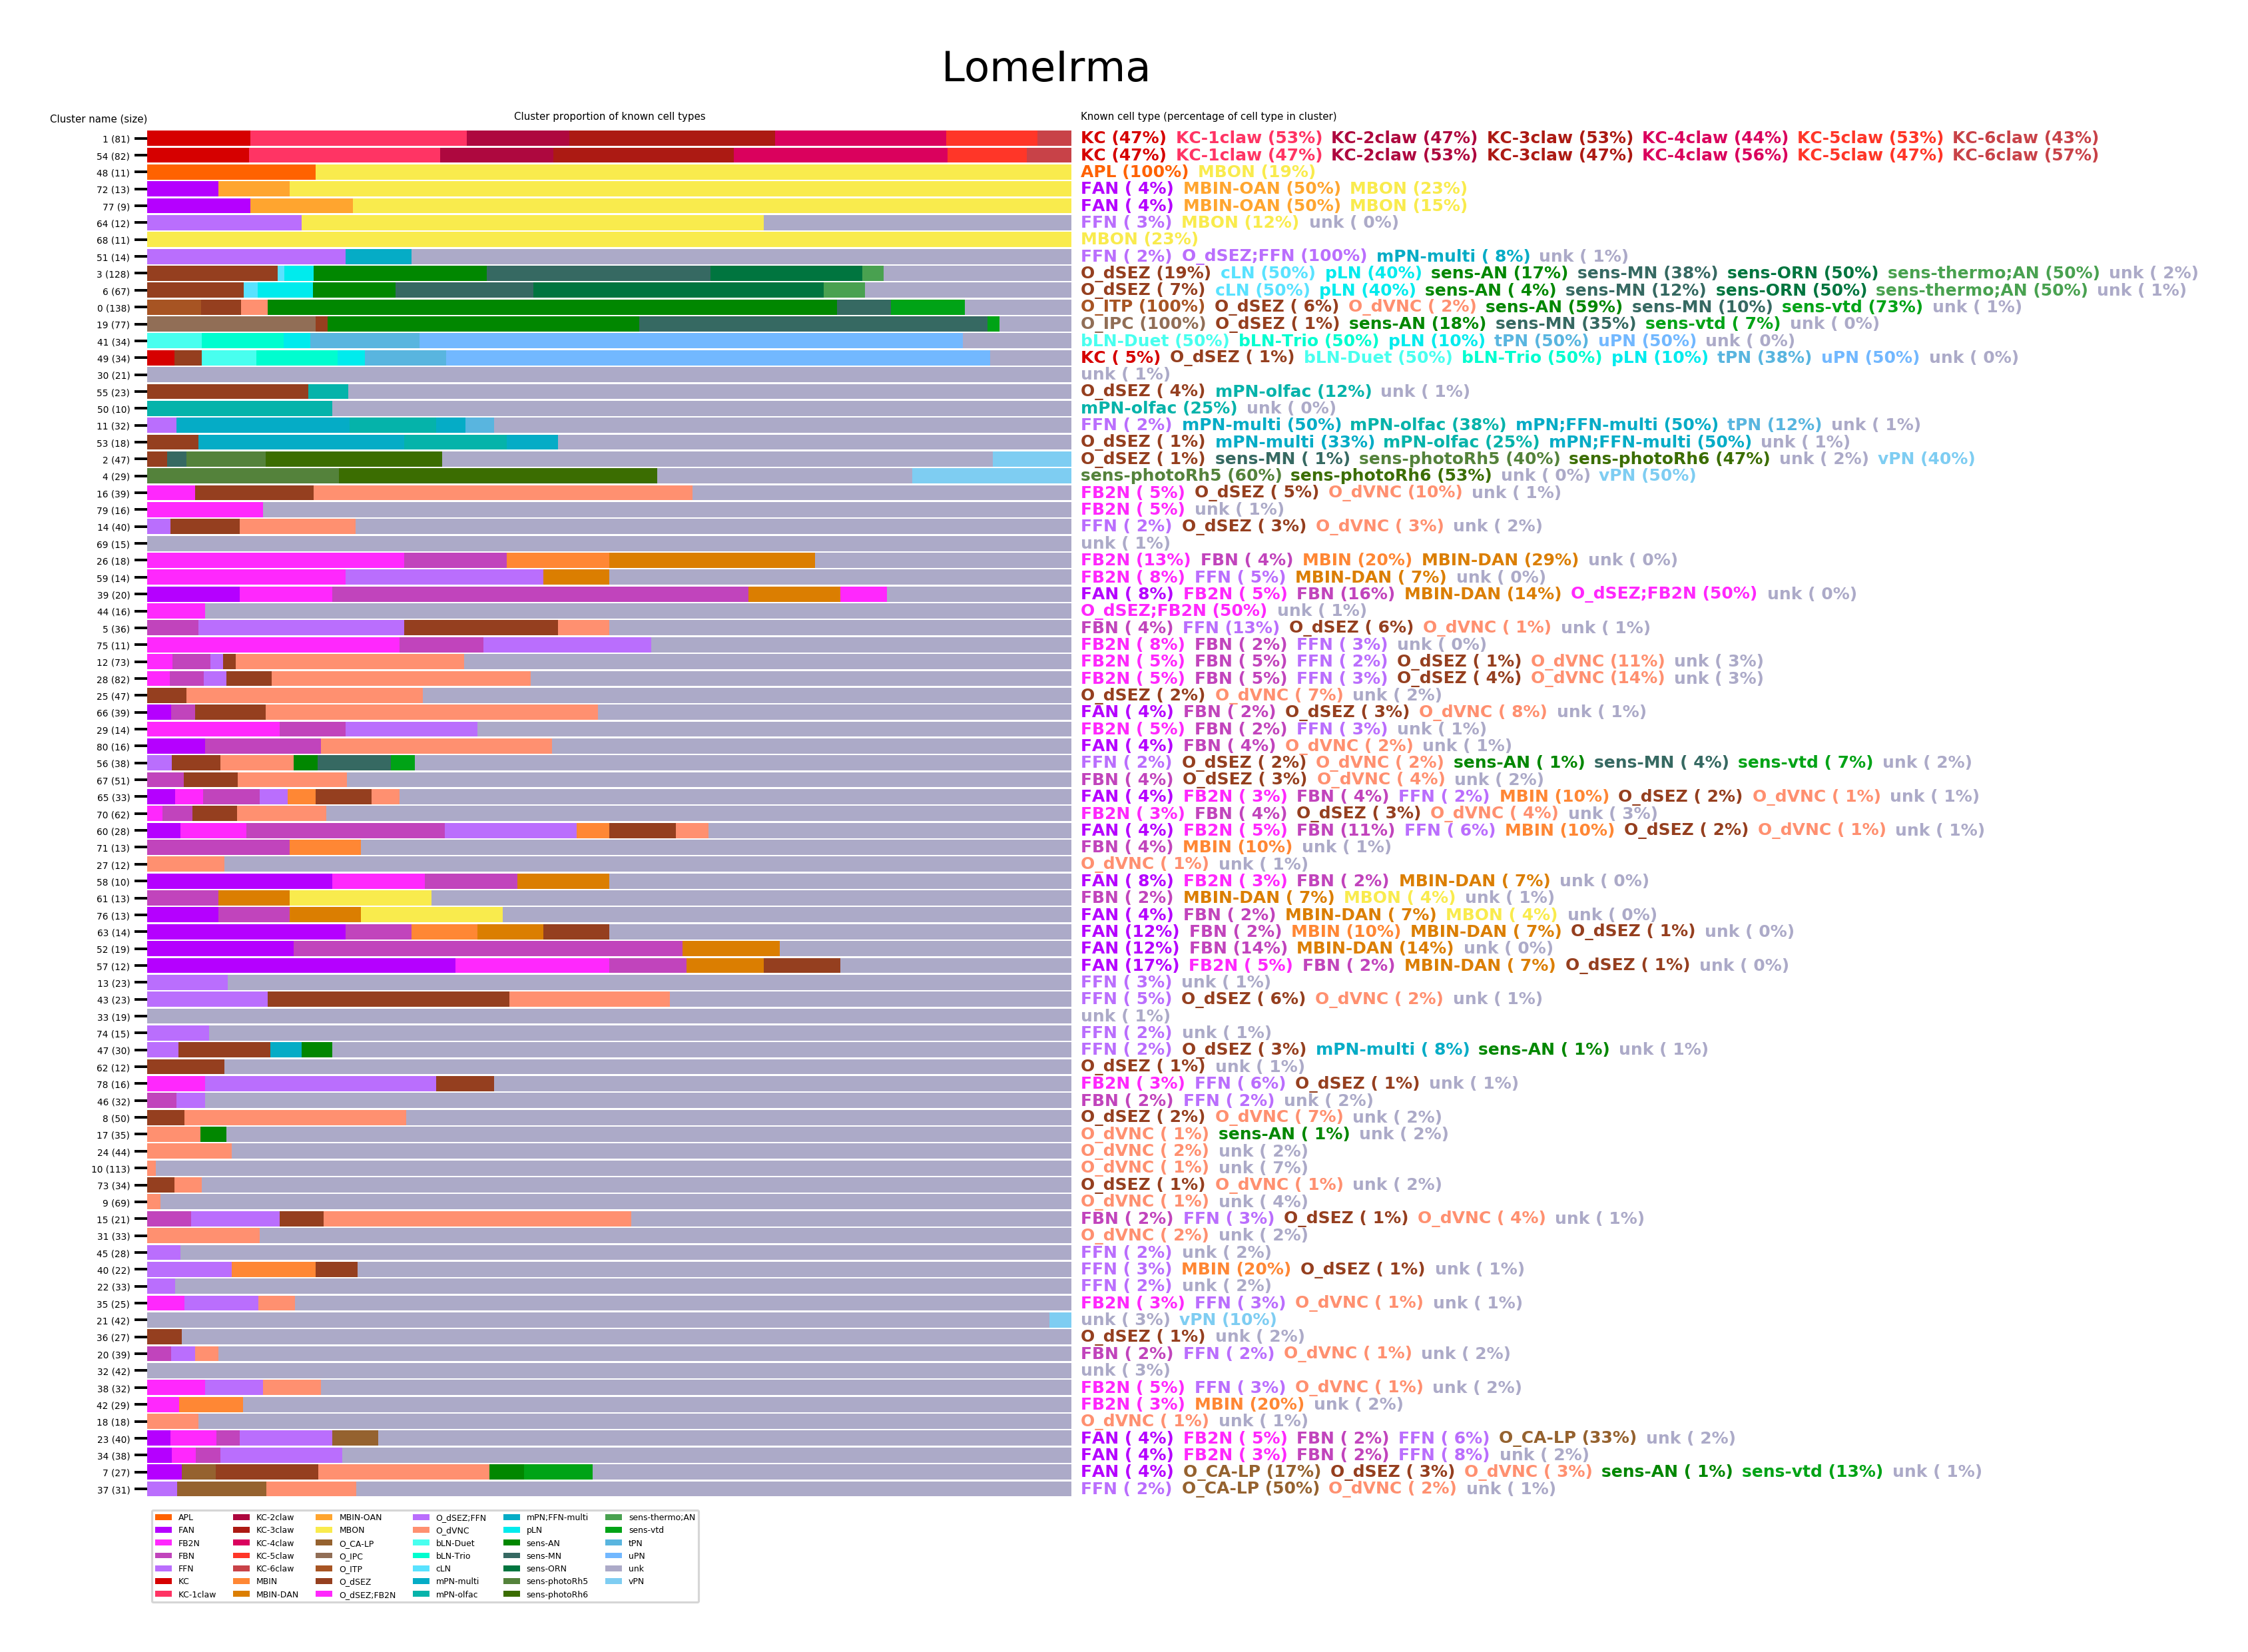 LomeIrma
Cluster name (size) Cluster proportion of known cell types Known cell type (percentage of cell type in cluster)
1 (81) KC (47%) KC-1claw (53%) KC-2claw (47%) KC-3claw (53%) KC-4claw (44%) KC-5claw (53%) KC-6claw (43%)
54 (82) KC (47%) KC-1claw (47%) KC-2claw (53%) KC-3claw (47%) KC-4claw (56%) KC-5claw (47%) KC-6claw (57%)
48 (11) APL (100%) MBON (19%)
72 (13) FAN ( 4%) MBIN-OAN (50%) MBON (23%)
77 (9) FAN ( 4%) MBIN-OAN (50%) MBON (15%)
64 (12) FFN ( 3%) MBON (12%) unk ( 0%)
68 (11) MBON (23%)
51 (14) FFN ( 2%) O_dSEZ;FFN (100%) mPN-multi ( 8%) unk ( 1%)
3 (128) O_dSEZ (19%) cLN (50%) pLN (40%) sens-AN (17%) sens-MN (38%) sens-ORN (50%) sens-thermo;AN (50%) unk ( 2%)
6 (67) O_dSEZ ( 7%) cLN (50%) pLN (40%) sens-AN ( 4%) sens-MN (12%) sens-ORN (50%) sens-thermo;AN (50%) unk ( 1%)
0 (138) O_ITP (100%) O_dSEZ ( 6%) O_dVNC ( 2%) sens-AN (59%) sens-MN (10%) sens-vtd (73%) unk ( 1%)
19 (77) O_IPC (100%) O_dSEZ ( 1%) sens-AN (18%) sens-MN (35%) sens-vtd ( 7%) unk ( 0%)
41 (34) bLN-Duet (50%) bLN-Trio (50%) pLN (10%) tPN (50%) uPN (50%) unk ( 0%)
49 (34) KC ( 5%) O_dSEZ ( 1%) bLN-Duet (50%) bLN-Trio (50%) pLN (10%) tPN (38%) uPN (50%) unk ( 0%)
30 (21) unk ( 1%)
55 (23) O_dSEZ ( 4%) mPN-olfac (12%) unk ( 1%)
50 (10) mPN-olfac (25%) unk ( 0%)
11 (32) FFN ( 2%) mPN-multi (50%) mPN-olfac (38%) mPN;FFN-multi (50%) tPN (12%) unk ( 1%)
53 (18) O_dSEZ ( 1%) mPN-multi (33%) mPN-olfac (25%) mPN;FFN-multi (50%) unk ( 1%)
2 (47) O_dSEZ ( 1%) sens-MN ( 1%) sens-photoRh5 (40%) sens-photoRh6 (47%) unk ( 2%) vPN (40%)
4 (29) sens-photoRh5 (60%) sens-photoRh6 (53%) unk ( 0%) vPN (50%)
16 (39) FB2N ( 5%) O_dSEZ ( 5%) O_dVNC (10%) unk ( 1%)
79 (16) FB2N ( 5%) unk ( 1%)
14 (40) FFN ( 2%) O_dSEZ ( 3%) O_dVNC ( 3%) unk ( 2%)
69 (15) unk ( 1%)
26 (18) FB2N (13%) FBN ( 4%) MBIN (20%) MBIN-DAN (29%) unk ( 0%)
59 (14) FB2N ( 8%) FFN ( 5%) MBIN-DAN ( 7%) unk ( 0%)
39 (20) FAN ( 8%) FB2N ( 5%) FBN (16%) MBIN-DAN (14%) O_dSEZ;FB2N (50%) unk ( 0%)
44 (16) O_dSEZ;FB2N (50%) unk ( 1%)
5 (36) FBN ( 4%) FFN (13%) O_dSEZ ( 6%) O_dVNC ( 1%) unk ( 1%)
75 (11) FB2N ( 8%) FBN ( 2%) FFN ( 3%) unk ( 0%)
12 (73) FB2N ( 5%) FBN ( 5%) FFN ( 2%) O_dSEZ ( 1%) O_dVNC (11%) unk ( 3%)
28 (82) FB2N ( 5%) FBN ( 5%) FFN ( 3%) O_dSEZ ( 4%) O_dVNC (14%) unk ( 3%)
25 (47) O_dSEZ ( 2%) O_dVNC ( 7%) unk ( 2%)
66 (39) FAN ( 4%) FBN ( 2%) O_dSEZ ( 3%) O_dVNC ( 8%) unk ( 1%)
29 (14) FB2N ( 5%) FBN ( 2%) FFN ( 3%) unk ( 1%)
80 (16) FAN ( 4%) FBN ( 4%) O_dVNC ( 2%) unk ( 1%)
56 (38) FFN ( 2%) O_dSEZ ( 2%) O_dVNC ( 2%) sens-AN ( 1%) sens-MN ( 4%) sens-vtd ( 7%) unk ( 2%)
67 (51) FBN ( 4%) O_dSEZ ( 3%) O_dVNC ( 4%) unk ( 2%)
65 (33) FAN ( 4%) FB2N ( 3%) FBN ( 4%) FFN ( 2%) MBIN (10%) O_dSEZ ( 2%) O_dVNC ( 1%) unk ( 1%)
70 (62) FB2N ( 3%) FBN ( 4%) O_dSEZ ( 3%) O_dVNC ( 4%) unk ( 3%)
60 (28) FAN ( 4%) FB2N ( 5%) FBN (11%) FFN ( 6%) MBIN (10%) O_dSEZ ( 2%) O_dVNC ( 1%) unk ( 1%)
71 (13) FBN ( 4%) MBIN (10%) unk ( 1%)
27 (12) O_dVNC ( 1%) unk ( 1%)
58 (10) FAN ( 8%) FB2N ( 3%) FBN ( 2%) MBIN-DAN ( 7%) unk ( 0%)
61 (13) FBN ( 2%) MBIN-DAN ( 7%) MBON ( 4%) unk ( 1%)
76 (13) FAN ( 4%) FBN ( 2%) MBIN-DAN ( 7%) MBON ( 4%) unk ( 0%)
63 (14) FAN (12%) FBN ( 2%) MBIN (10%) MBIN-DAN ( 7%) O_dSEZ ( 1%) unk ( 0%)
52 (19) FAN (12%) FBN (14%) MBIN-DAN (14%) unk ( 0%)
57 (12) FAN (17%) FB2N ( 5%) FBN ( 2%) MBIN-DAN ( 7%) O_dSEZ ( 1%) unk ( 0%)
13 (23) FFN ( 3%) unk ( 1%)
43 (23) FFN ( 5%) O_dSEZ ( 6%) O_dVNC ( 2%) unk ( 1%)
33 (19) unk ( 1%)
74 (15) FFN ( 2%) unk ( 1%)
47 (30) FFN ( 2%) O_dSEZ ( 3%) mPN-multi ( 8%) sens-AN ( 1%) unk ( 1%)
62 (12) O_dSEZ ( 1%) unk ( 1%)
78 (16) FB2N ( 3%) FFN ( 6%) O_dSEZ ( 1%) unk ( 1%)
46 (32) FBN ( 2%) FFN ( 2%) unk ( 2%)
8 (50) O_dSEZ ( 2%) O_dVNC ( 7%) unk ( 2%)
17 (35) O_dVNC ( 1%) sens-AN ( 1%) unk ( 2%)
24 (44) O_dVNC ( 2%) unk ( 2%)
10 (113) O_dVNC ( 1%) unk ( 7%)
73 (34) O_dSEZ ( 1%) O_dVNC ( 1%) unk ( 2%)
9 (69) O_dVNC ( 1%) unk ( 4%)
15 (21) FBN ( 2%) FFN ( 3%) O_dSEZ ( 1%) O_dVNC ( 4%) unk ( 1%)
31 (33) O_dVNC ( 2%) unk ( 2%)
45 (28) FFN ( 2%) unk ( 2%)
40 (22) FFN ( 3%) MBIN (20%) O_dSEZ ( 1%) unk ( 1%)
22 (33) FFN ( 2%) unk ( 2%)
35 (25) FB2N ( 3%) FFN ( 3%) O_dVNC ( 1%) unk ( 1%)
21 (42) unk ( 3%) vPN (10%)
36 (27) O_dSEZ ( 1%) unk ( 2%)
20 (39) FBN ( 2%) FFN ( 2%) O_dVNC ( 1%) unk ( 2%)
32 (42) unk ( 3%)
38 (32) FB2N ( 5%) FFN ( 3%) O_dVNC ( 1%) unk ( 2%)
42 (29) FB2N ( 3%) MBIN (20%) unk ( 2%)
18 (18) O_dVNC ( 1%) unk ( 1%)
23 (40) FAN ( 4%) FB2N ( 5%) FBN ( 2%) FFN ( 6%) O_CA-LP (33%) unk ( 2%)
34 (38) FAN ( 4%) FB2N ( 3%) FBN ( 2%) FFN ( 8%) unk ( 2%)
7 (27) FAN ( 4%) O_CA-LP (17%) O_dSEZ ( 3%) O_dVNC ( 3%) sens-AN ( 1%) sens-vtd (13%) unk ( 1%)
37 (31) FFN ( 2%) O_CA-LP (50%) O_dVNC ( 2%) unk ( 1%)
APL KC-2claw MBIN-OAN O_dSEZ;FFN mPN;FFN-multi sens-thermo;AN
FAN KC-3claw MBON O_dVNC pLN sens-vtd
FB2N KC-4claw O_CA-LP bLN-Duet sens-AN tPN
FBN KC-5claw O_IPC bLN-Trio sens-MN uPN
FFN KC-6claw O_ITP cLN sens-ORN unk
KC MBIN O_dSEZ mPN-multi sens-photoRh5 vPN
KC-1claw MBIN-DAN O_dSEZ;FB2N mPN-olfac sens-photoRh6